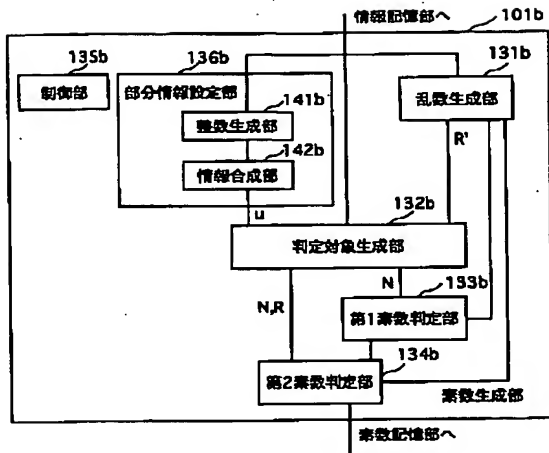 情報記憶部へ
101b
135b
136b
131b
制御部
部分情報設定部
乱数生成部
141b
整数生成部
142b
情報合成部
R'
u
132b
判定対象生成部
N
133b
N,R
第1素数判定部
134b
第2素数判定部
素数生成部
素数記憶部へ